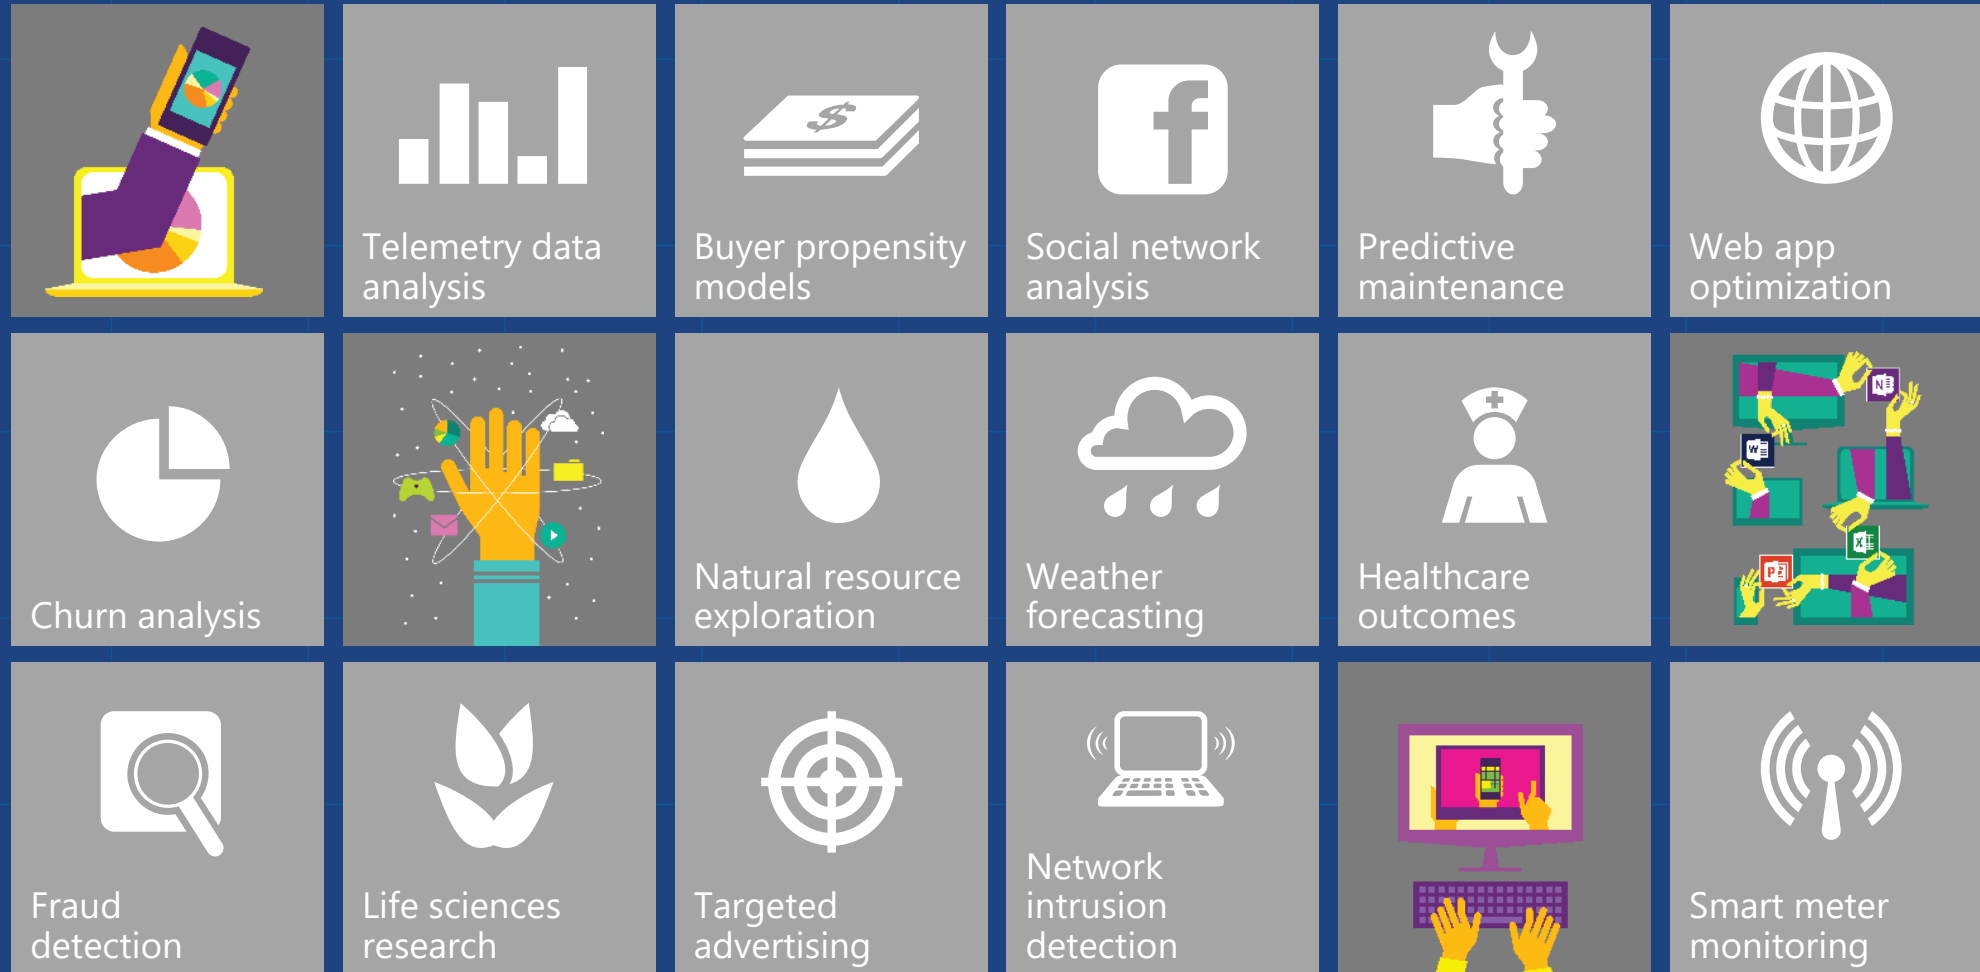 Telemetry data
analysis
Buyer propensity
models
$
f
Social network
analysis
Predictive
maintenance
Web app
optimization
Churn analysis
Natural resource
exploration
Weather
forecasting
Healthcare
outcomes
N
W
X
P
Fraud
detection
Life sciences
research
Targeted
advertising
Network
intrusion
detection
Smart meter
monitoring